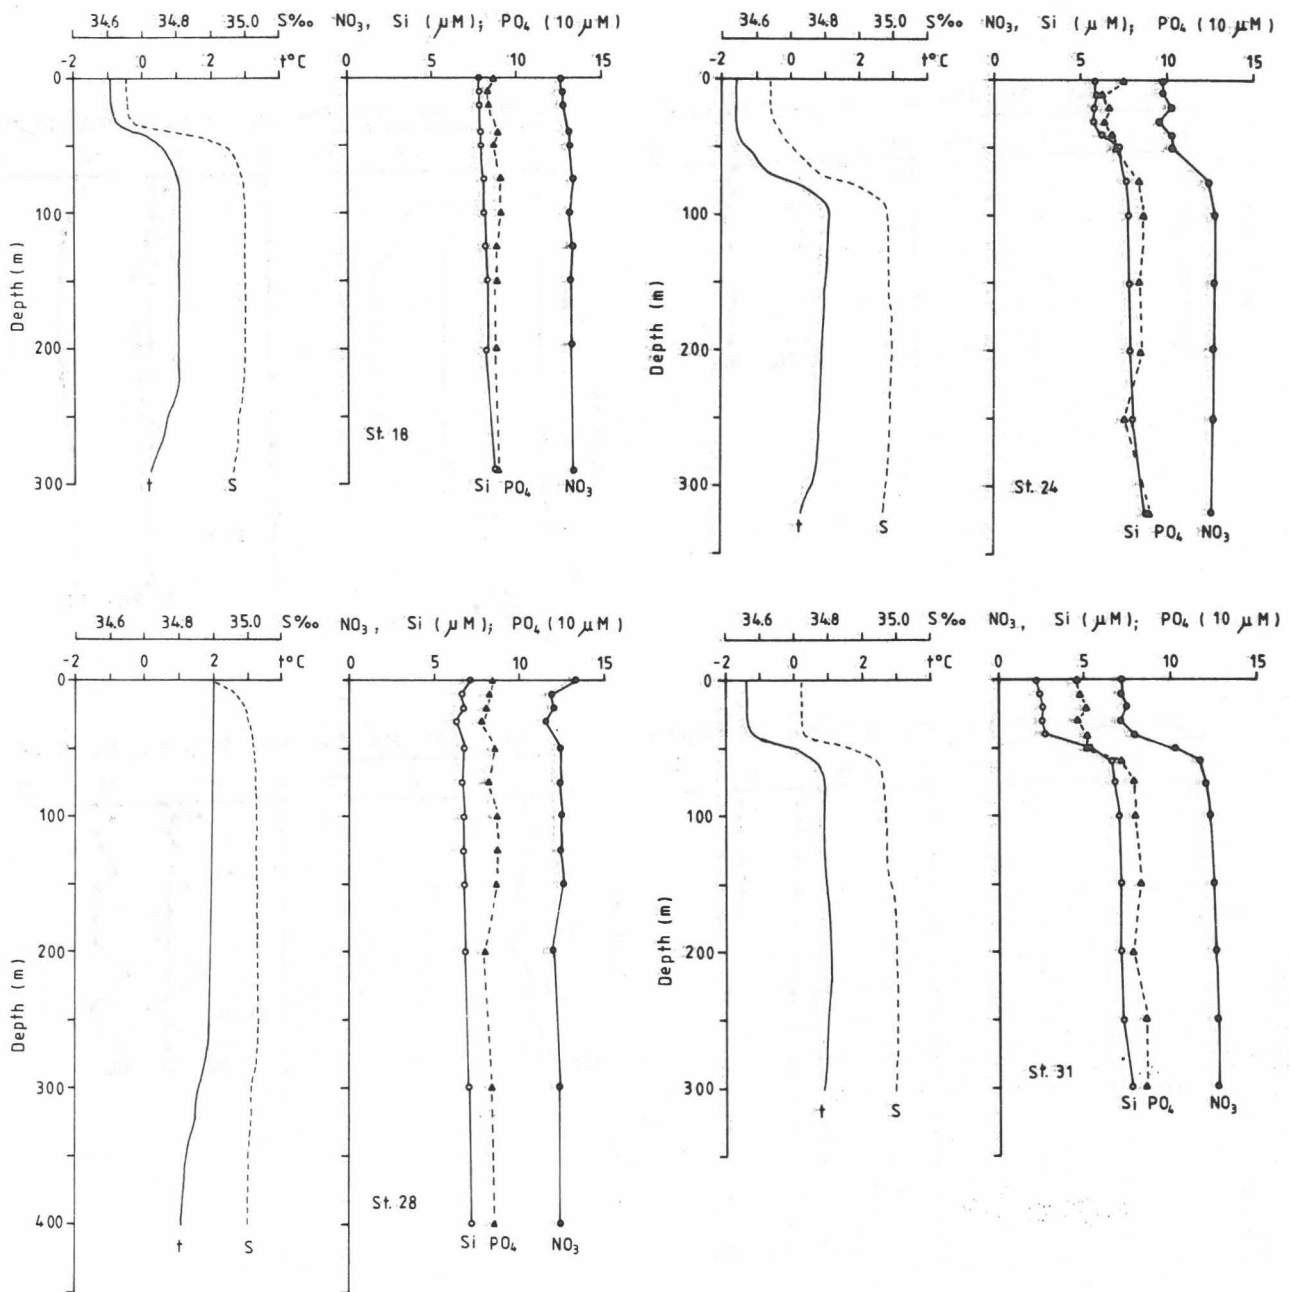 34.6 34.8 35.0 S‰ NO₃, Si (μM); PO₄ (10 μM)
-2 0 2 t°C 0 5 10 15
0
100
200
300
Depth (m)
t S
St. 18
Si PO₄ NO₃
34.6 34.8 35.0 S‰ NO₃, Si (μM); PO₄ (10 μM)
-2 0 2 t°C 0 5 10 15
0
100
200
300
Depth (m)
t S
St. 24
Si PO₄ NO₃
34.6 34.8 35.0 S‰ NO₃, Si (μM); PO₄ (10 μM)
-2 0 2 t°C 0 5 10 15
0
100
200
300
400
Depth (m)
t S
St. 28
Si PO₄ NO₃
34.6 34.8 35.0 S‰ NO₃, Si (μM); PO₄ (10 μM)
-2 0 2 t°C 0 5 10 15
0
100
200
300
Depth (m)
t S
St. 31
Si PO₄ NO₃